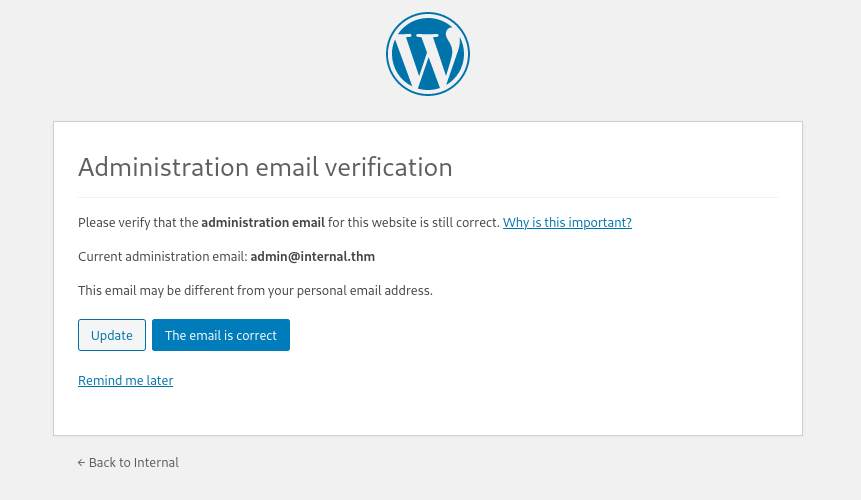 Administration email verification
Please verify that the administration email for this website is still correct. Why is this important?
Current administration email: admin@internal.thm
This email may be different from your personal email address.
Update The email is correct
Remind me later
← Back to Internal